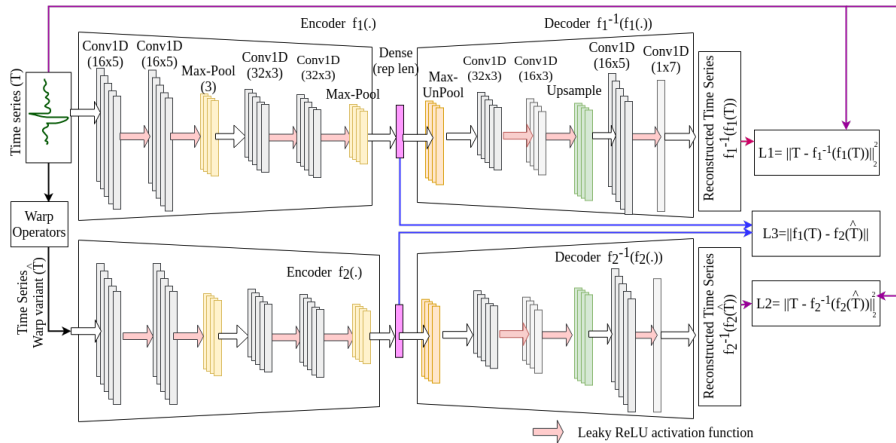 Encoder f1(.)
Decoder f1-1(f1(.))
Conv1D
(16x5)
Conv1D
(16x5)
Max-Pool
(3)
Conv1D
(32x3)
Conv1D
(32x3)
Max-Pool
Dense
(rep len)
Max-
UnPool
Conv1D
(32x3)
Conv1D
(16x3)
Upsample
Conv1D
(16x5)
Conv1D
(1x7)
Time series (T)
Reconstructed Time Series
f1-1(f1(T))
L1= ||T - f1-1(f1(T))||22
Warp
Operators
L3=||f1(T) - f2(T̂)||
Time Series
Warp variant (T̂)
Encoder f2(.)
Decoder f2-1(f2(.))
Reconstructed Time Series
f2-1(f2(T̂))
L2= ||T - f2-1(f2(T̂))||22
Leaky ReLU activation function